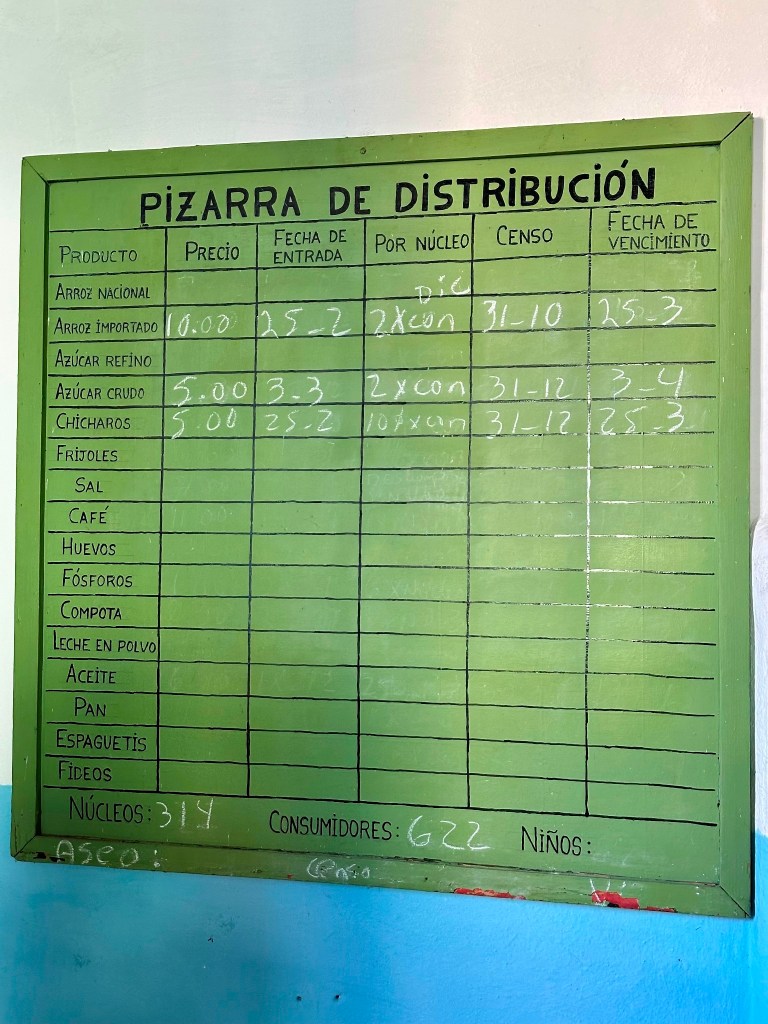 PIZARRA DE DISTRIBUCIÓN
PRODUCTO PRECIO FECHA DE ENTRADA POR NÚCLEO CENSO FECHA DE VENCIMIENTO
ARROZ NACIONAL Dic
ARROZ IMPORTADO 10.00 25-2 2xcon 31-10 25-3
AZÚCAR REFINO
AZÚCAR CRUDO 5.00 3-3 2xcon 31-12 3-4
CHICHAROS 5.00 25-2 31-12 25-3
FRIJOLES
SAL
CAFÉ
HUEVOS
FÓSFOROS
COMPOTA
LECHE EN POLVO
ACEITE
PAN
ESPAGUETIS
FIDEOS
NÚCLEOS: 314 CONSUMIDORES: 622 NIÑOS:
ASEO: Censo